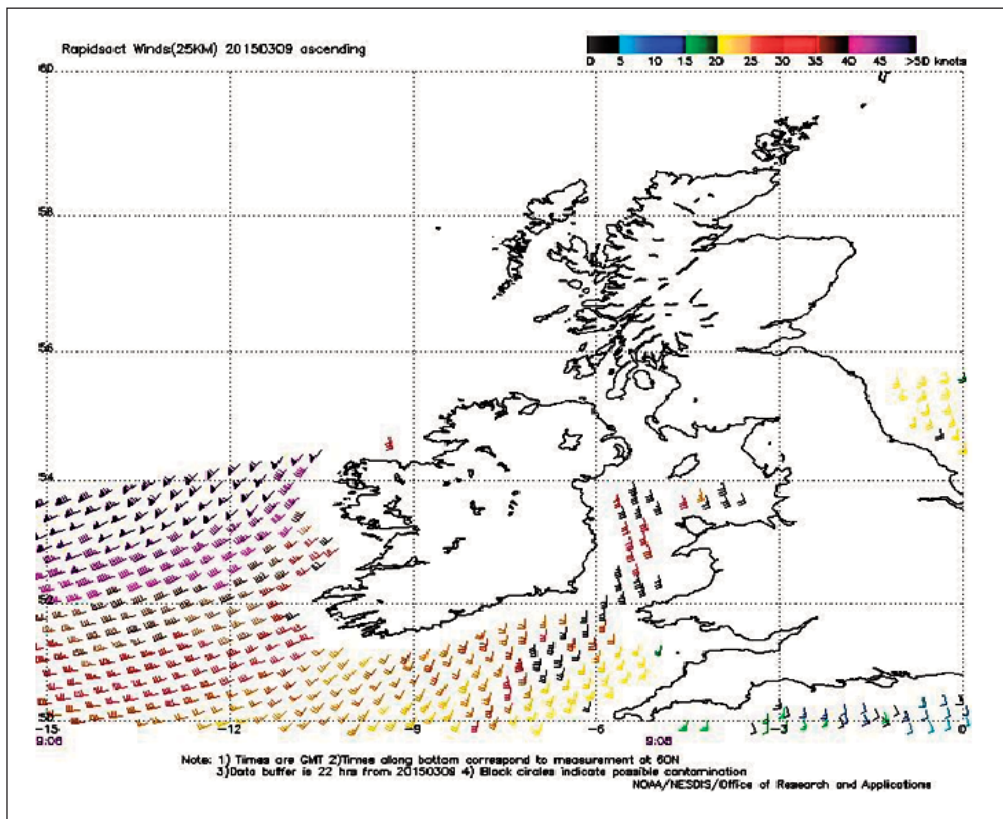 Rapidsact Winds(25KM) 20150309 ascending
0 5 10 15 20 25 30 35 40 45 >50 knots
60
58
56
54
52
50
-15 -12 -9 -6 -3 0
9:06 9:06
Note: 1) Times are GMT 2)Times along bottom correspond to measurement at 60N
3)Data buffer is 22 hrs from 20150309 4) Black circles indicate possible contamination
NOAA/NESDIS/Office of Research and Applications